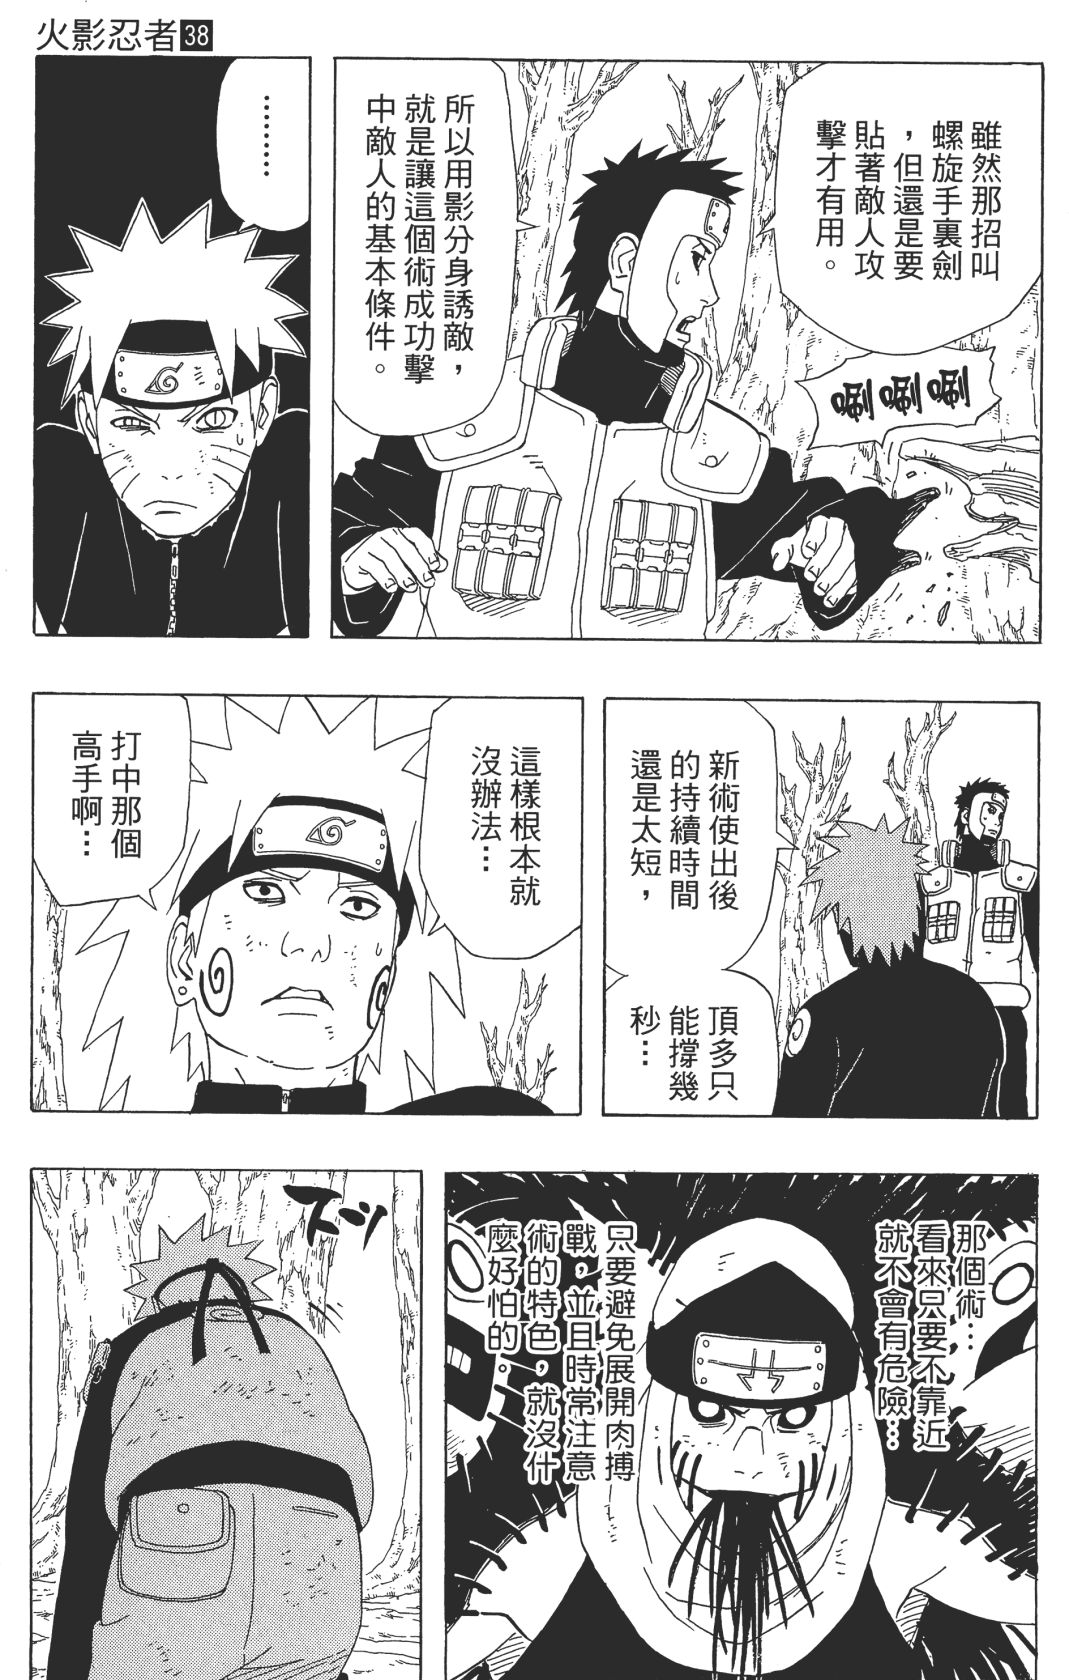 火影忍者38
雖然那招叫
螺旋手裏劍
，但還是要
貼著敵人攻
擊才有用。
唰唰唰
所以用影分身誘敵，
就是讓這個術成功擊
中敵人的基本條件。
………
新術使出後
的持續時間
還是太短，
頂多只
能撐幾
秒…
這樣根本就
沒辦法…
打中那個
高手啊…
那個術…
看來只要不靠近
就不會有危險…
只要避免展開肉搏
戰，並且時常注意
術的特色，就沒什
麼好怕的。
スッ